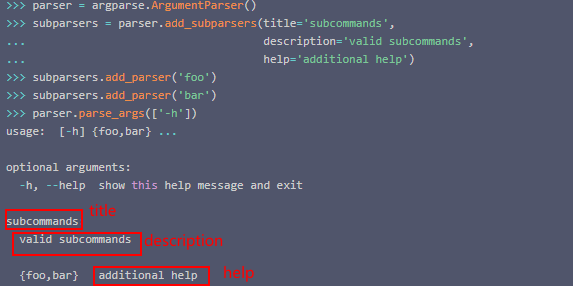 >>> parser = argparse.ArgumentParser()
>>> subparsers = parser.add_subparsers(title='subcommands',
...                                    description='valid subcommands',
...                                    help='additional help')
>>> subparsers.add_parser('foo')
>>> subparsers.add_parser('bar')
>>> parser.parse_args(['-h'])
usage:  [-h] {foo,bar} ...
optional arguments:
  -h, --help  show this help message and exit
subcommands title
  valid subcommands description
  {foo,bar}   additional help help